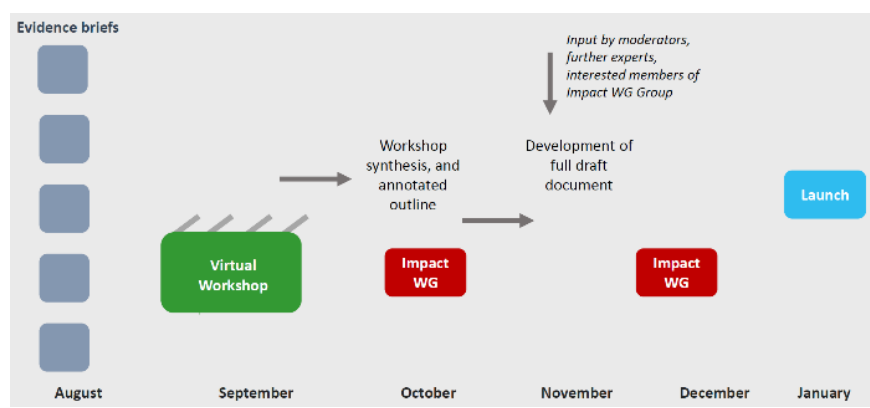 Evidence briefs
Input by moderators,
further experts,
interested members of
Impact WG Group
Workshop
synthesis, and
annotated
outline
Development of
full draft
document
Launch
Virtual
Workshop
Impact
WG
Impact
WG
August
September
October
November
December
January